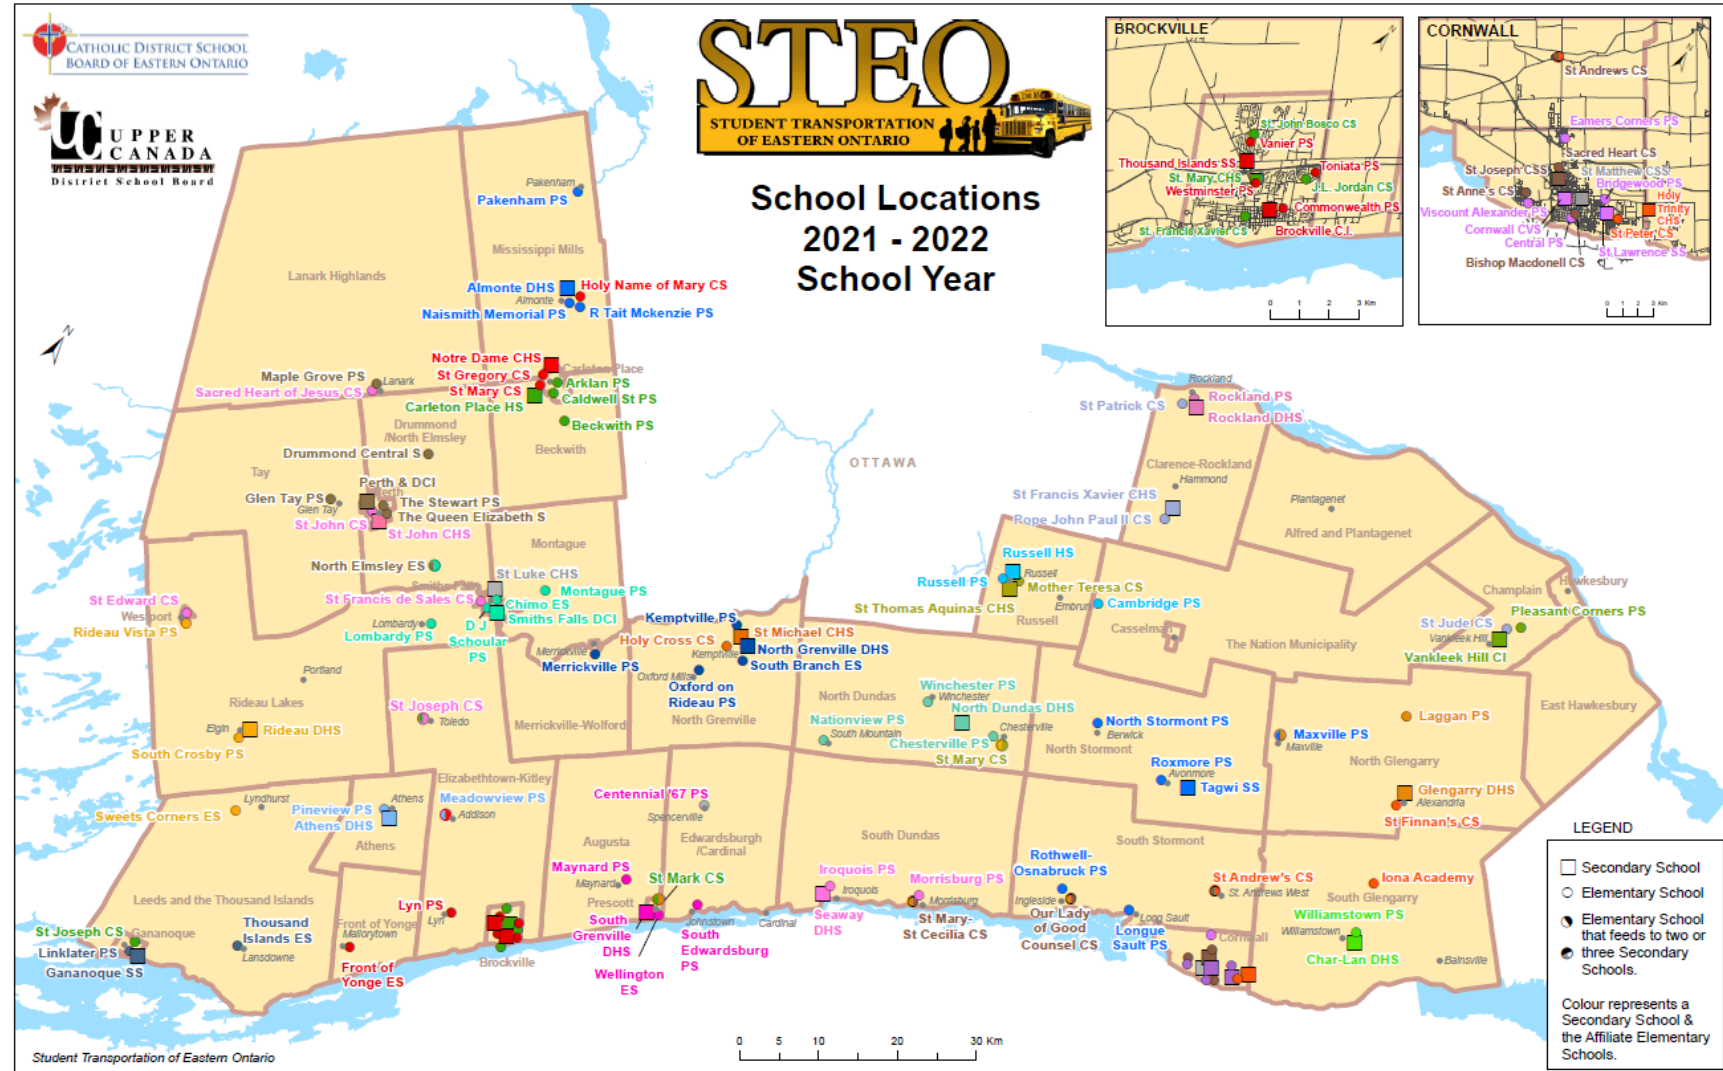 CATHOLIC DISTRICT SCHOOL
BOARD OF EASTERN ONTARIO
UC UPPER
CANADA
District School Board
STEO
STUDENT TRANSPORTATION
OF EASTERN ONTARIO
School Locations
2021 - 2022
School Year
BROCKVILLE
N
St. John Bosco CS
Vanier PS
Thousand Islands SS
Toniata PS
St. Mary CHS
Westminster PS
J.L. Jordan CS
Commonwealth PS
St. Francis Xavier CS
Brockville C.I.
0 1 2 3 Km
CORNWALL
N
St Andrews CS
Eamers Corners PS
Sacred Heart CS
St Joseph CSS
St Matthew CSS
Bridgewood PS
St Anne's CS
Holy
Trinity
CHS
Viscount Alexander PS
Cornwall CVS
St Peter CS
Central PS
St Lawrence SS
Bishop Macdonell CS
0 1 2 3 Km
N
Pakenham
Pakenham PS
Mississippi Mills
Lanark Highlands
Almonte DHS
Holy Name of Mary CS
Almonte
Naismith Memorial PS
R Tait Mckenzie PS
Notre Dame CHS
Carleton Place
St Gregory CS
Maple Grove PS
Lanark
Arklan PS
Sacred Heart of Jesus CS
St Mary CS
Caldwell St PS
Carleton Place HS
Drummond
/North Elmsley
Beckwith PS
Beckwith
Drummond Central S
Tay
Perth & DCI
Perth
Glen Tay PS
Glen Tay
The Stewart PS
The Queen Elizabeth S
St John CS
St John CHS
Montague
North Elmsley ES
St Luke CHS
Smiths Falls
Montague PS
St Francis de Sales CS
Chimo ES
Smiths Falls DCI
D J
Schoular
PS
Lombardy
Lombardy PS
St Edward CS
Westport
Rideau Vista PS
Portland
Rideau Lakes
Elgin
Rideau DHS
South Crosby PS
St Joseph CS
Toledo
Merrickville
Merrickville PS
Merrickville-Wolford
Kemptville PS
Holy Cross CS
St Michael CHS
North Grenville DHS
Kemptville
South Branch ES
Oxford Mills
Oxford on
Rideau PS
North Grenville
OTTAWA
Rockland
Rockland PS
St Patrick CS
Rockland DHS
Clarence-Rockland
Hammond
St Francis Xavier CHS
Rope John Paul II CS
Plantagenet
Alfred and Plantagenet
Russell HS
Russell
Russell PS
Mother Teresa CS
St Thomas Aquinas CHS
Embrun
Cambridge PS
Russell
Casselman
The Nation Municipality
Champlain
Hawkesbury
Pleasant Corners PS
St Jude CS
Vankleek Hill
Vankleek Hill CI
East Hawkesbury
North Dundas
Winchester PS
Winchester
North Dundas DHS
Nationview PS
South Mountain
Chesterville
Chesterville PS
St Mary CS
North Stormont PS
Berwick
North Stormont
Roxmore PS
Avonmore
Tagwi SS
Maxville PS
Maxville
Laggan PS
North Glengarry
Glengarry DHS
Alexandria
St Finnan's CS
Lyndhurst
Sweets Corners ES
Athens
Pineview PS
Athens DHS
Athens
Elizabethtown-Kitley
Meadowview PS
Addison
Centennial '67 PS
Spencerville
Augusta
Edwardsburgh
/Cardinal
South Dundas
South Stormont
Maynard PS
Maynard
St Mark CS
Prescott
South
Grenville
DHS
Wellington
ES
Johnstown
South
Edwardsburg
PS
Cardinal
Iroquois PS
Iroquois
Seaway
DHS
Morrisburg PS
Morrisburg
St Mary-
St Cecilia CS
Rothwell-
Osnabruck PS
Ingleside
Our Lady
of Good
Counsel CS
Long Sault
Longue
Sault PS
St Andrew's CS
St. Andrews West
Cornwall
Iona Academy
South Glengarry
Williamstown PS
Williamstown
Char-Lan DHS
Bainsville
Leeds and the Thousand Islands
St Joseph CS
Gananoque
Linklater PS
Gananoque SS
Thousand
Islands ES
Lansdowne
Lyn PS
Lyn
Front of Yonge
Mallorytown
Front of
Yonge ES
Brockville
0 5 10 20 30 Km
LEGEND
Secondary School
Elementary School
Elementary School
that feeds to two or
three Secondary
Schools.
Colour represents a
Secondary School &
the Affiliate Elementary
Schools.
Student Transportation of Eastern Ontario